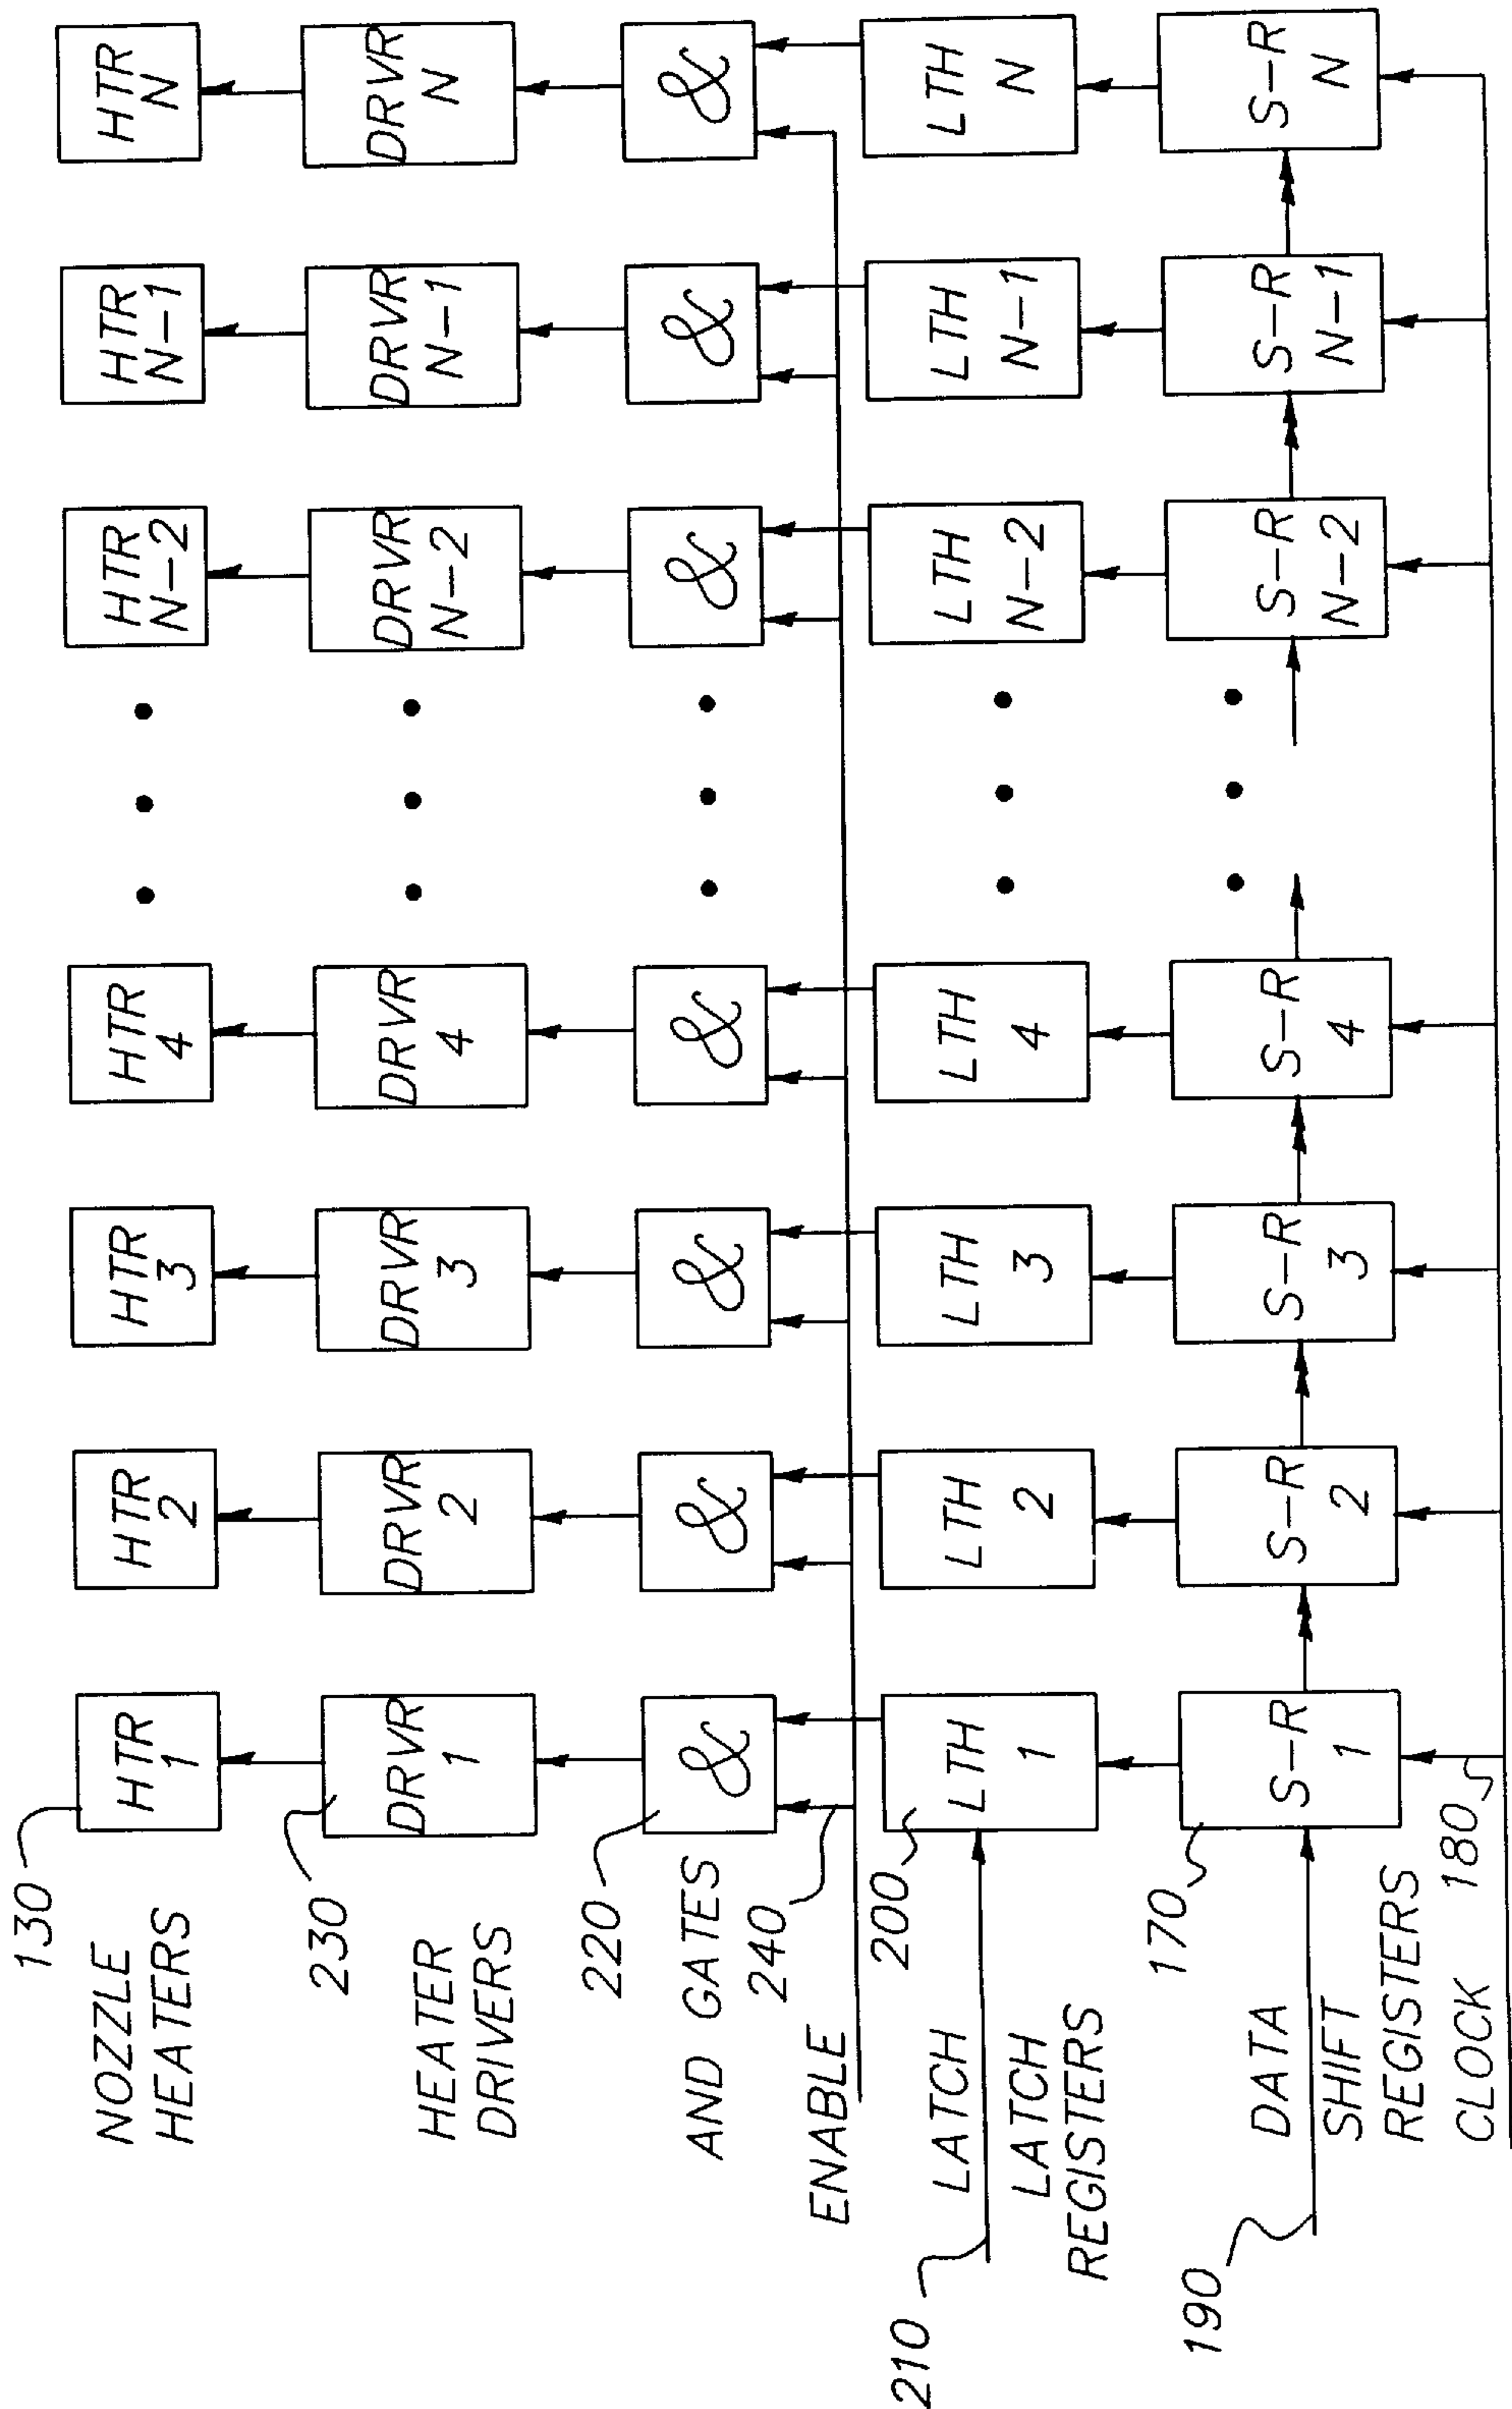 130
NOZZLE
HEATERS
HTR
1
HTR
2
HTR
3
HTR
4
HTR
N-2
HTR
N-1
HTR
N
230
HEATER
DRIVERS
DRVR
1
DRVR
2
DRVR
3
DRVR
4
DRVR
N-2
DRVR
N-1
DRVR
N
220
AND GATES
&
&
&
&
&
&
&
240
ENABLE
200
210
LATCH
LATCH
REGISTERS
LTH
1
LTH
2
LTH
3
LTH
4
LTH
N-2
LTH
N-1
LTH
N
170
190
DATA
SHIFT
REGISTERS
S-R
1
S-R
2
S-R
3
S-R
4
S-R
N-2
S-R
N-1
S-R
N
CLOCK
180